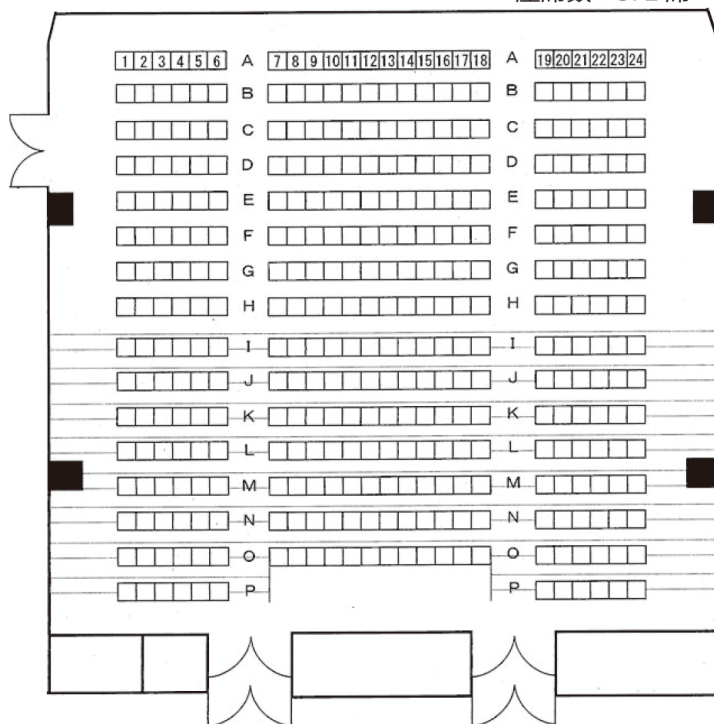 1 2 3 4 5 6 A 7 8 9 10 11 12 13 14 15 16 17 18 A 19 20 21 22 23 24
B B
C C
D D
E E
F F
G G
H H
I I
J J
K K
L L
M M
N N
O O
P P